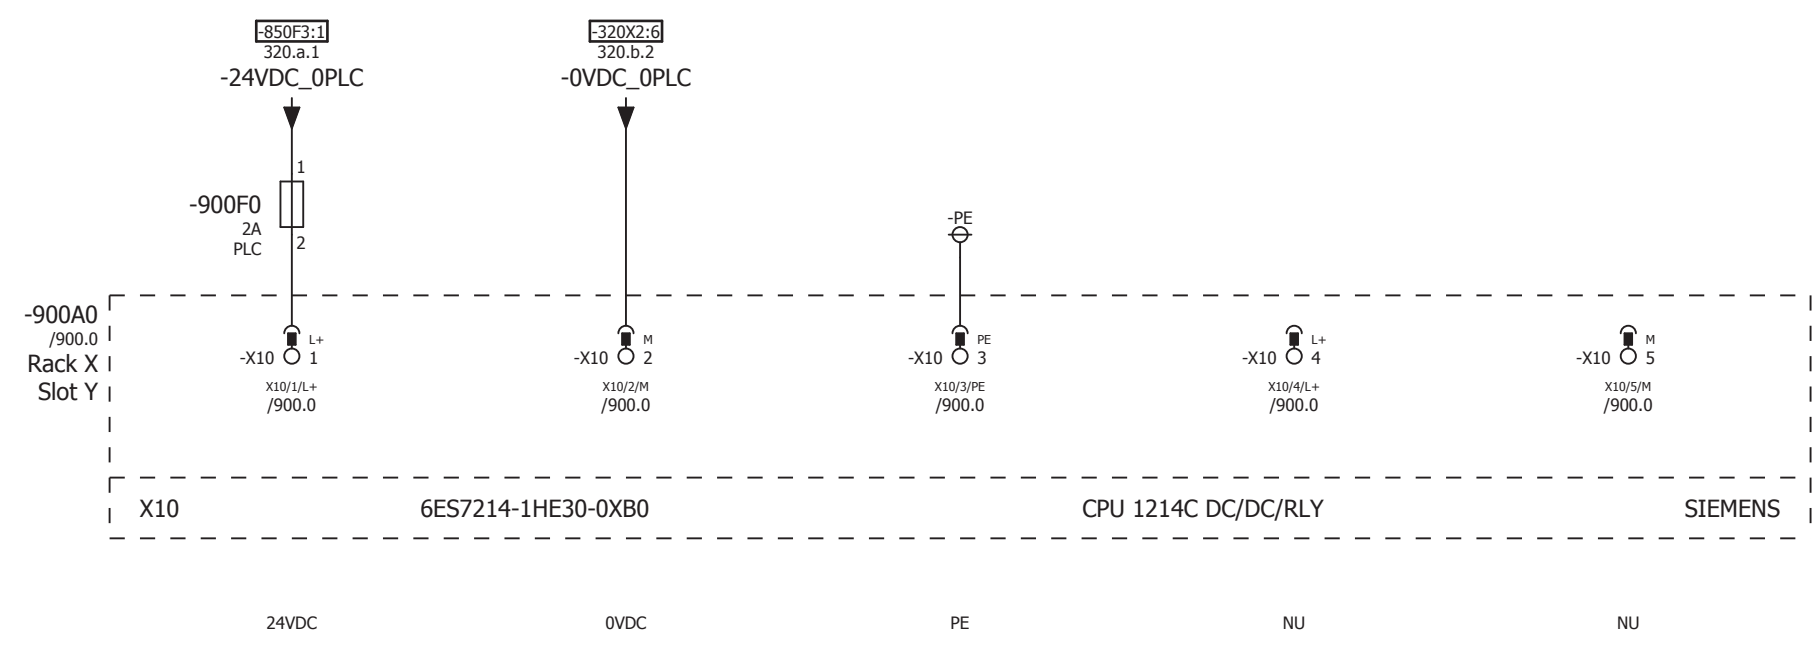 -850F3:1
320.a.1
-24VDC_0PLC
-320X2:6
320.b.2
-0VDC_0PLC
1
-900F0
2A
PLC
2
-PE
-900A0
/900.0
Rack X
Slot Y
L+
-X10 1
X10/1/L+
/900.0
M
-X10 2
X10/2/M
/900.0
PE
-X10 3
X10/3/PE
/900.0
L+
-X10 4
X10/4/L+
/900.0
M
-X10 5
X10/5/M
/900.0
X10 6ES7214-1HE30-0XB0 CPU 1214C DC/DC/RLY SIEMENS
24VDC 0VDC PE NU NU